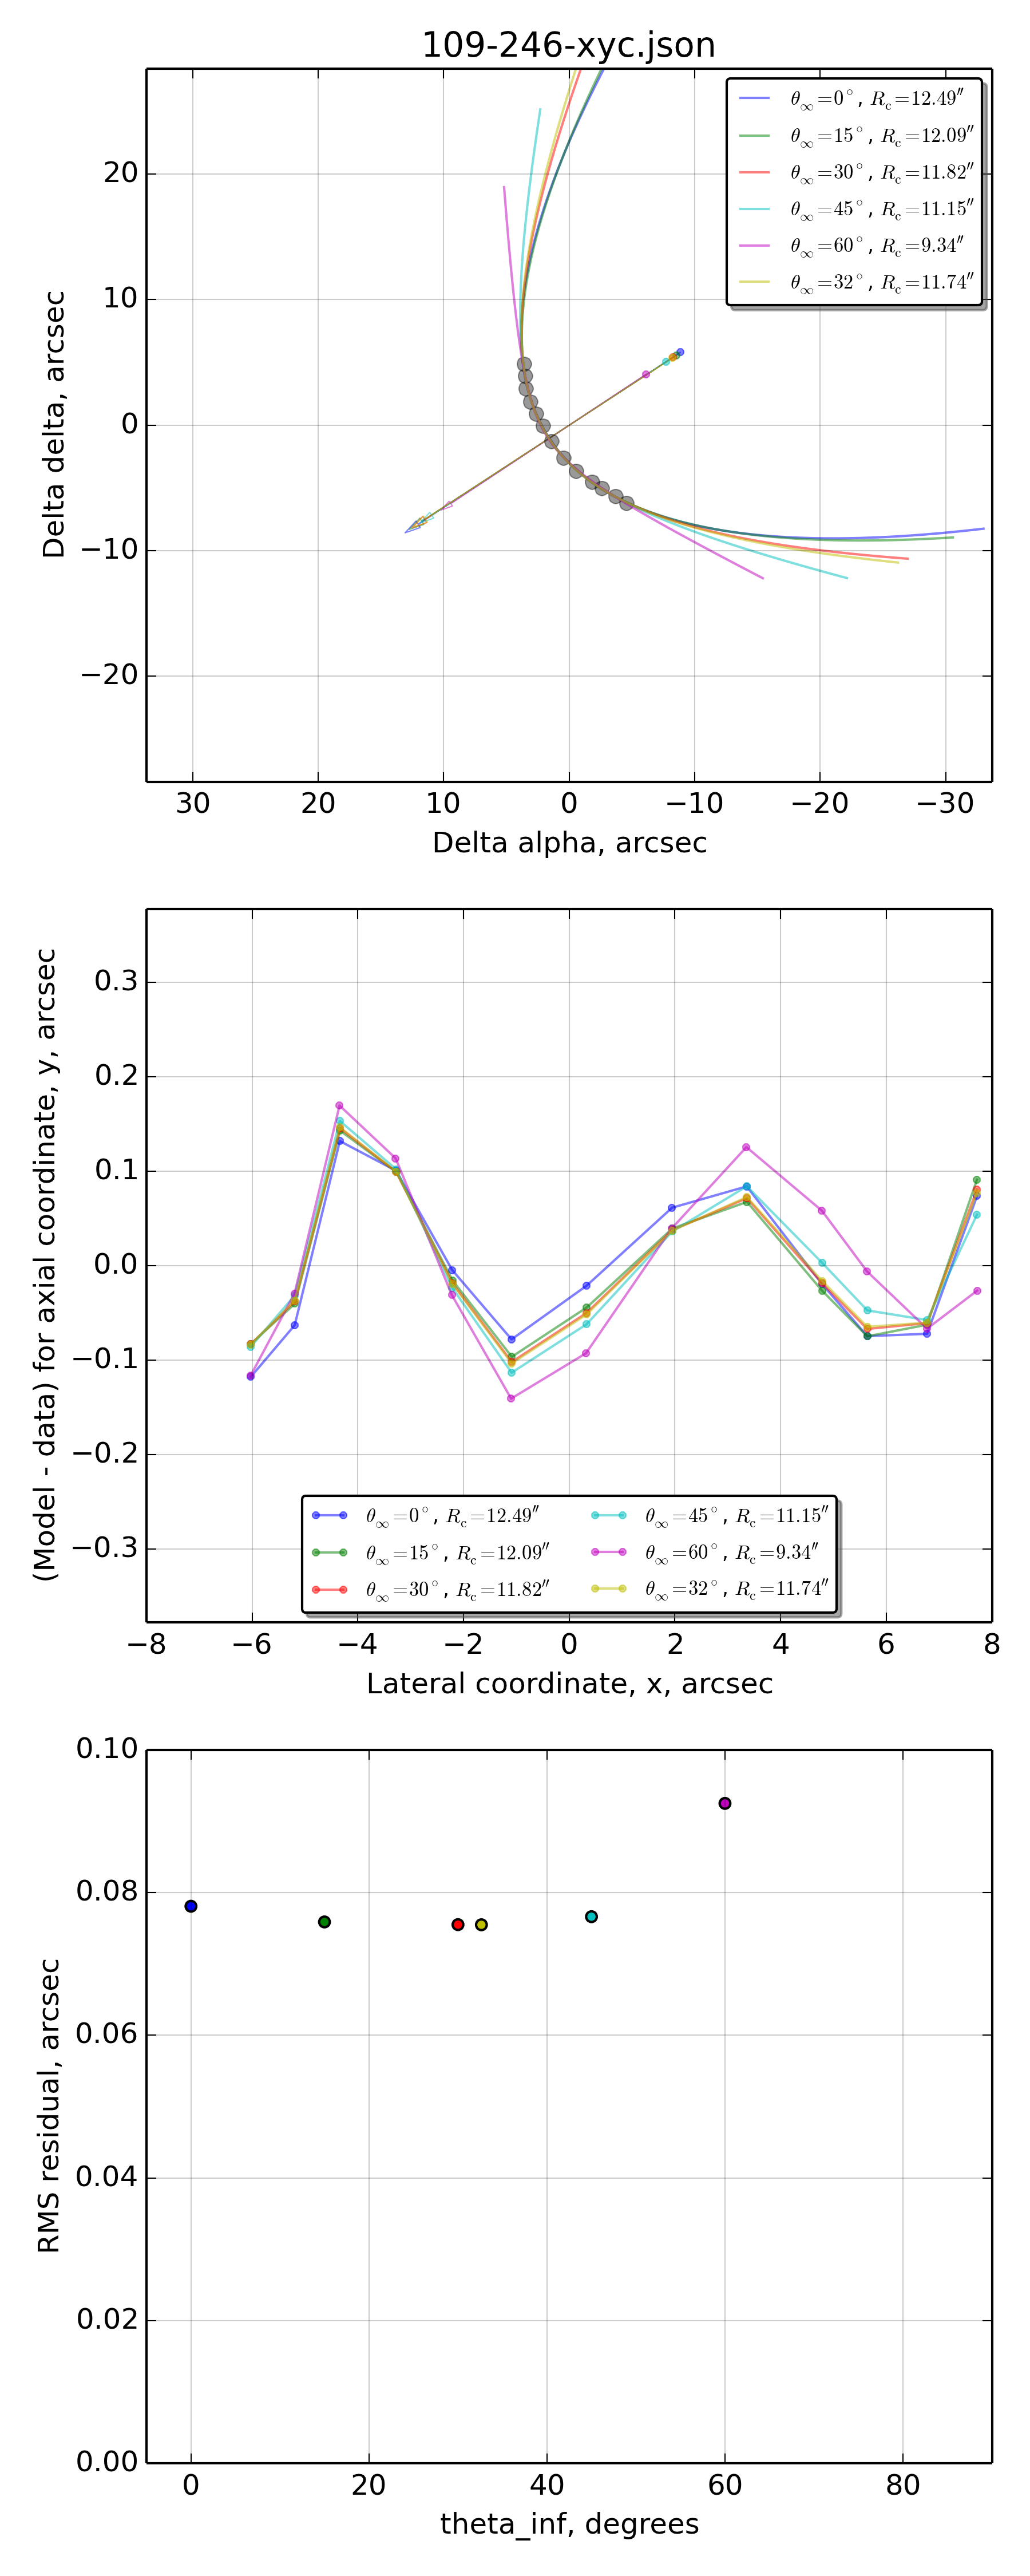 109-246-xyc.json
θ∞=0°, Rc=12.49″
θ∞=15°, Rc=12.09″
θ∞=30°, Rc=11.82″
θ∞=45°, Rc=11.15″
θ∞=60°, Rc=9.34″
θ∞=32°, Rc=11.74″
20
10
0
−10
−20
Delta delta, arcsec
30 20 10 0 −10 −20 −30
Delta alpha, arcsec
0.3
0.2
0.1
0.0
−0.1
−0.2
−0.3
(Model - data) for axial coordinate, y, arcsec
θ∞=0°, Rc=12.49″ θ∞=45°, Rc=11.15″
θ∞=15°, Rc=12.09″ θ∞=60°, Rc=9.34″
θ∞=30°, Rc=11.82″ θ∞=32°, Rc=11.74″
−8 −6 −4 −2 0 2 4 6 8
Lateral coordinate, x, arcsec
0.10
0.08
0.06
0.04
0.02
0.00
RMS residual, arcsec
0 20 40 60 80
theta_inf, degrees